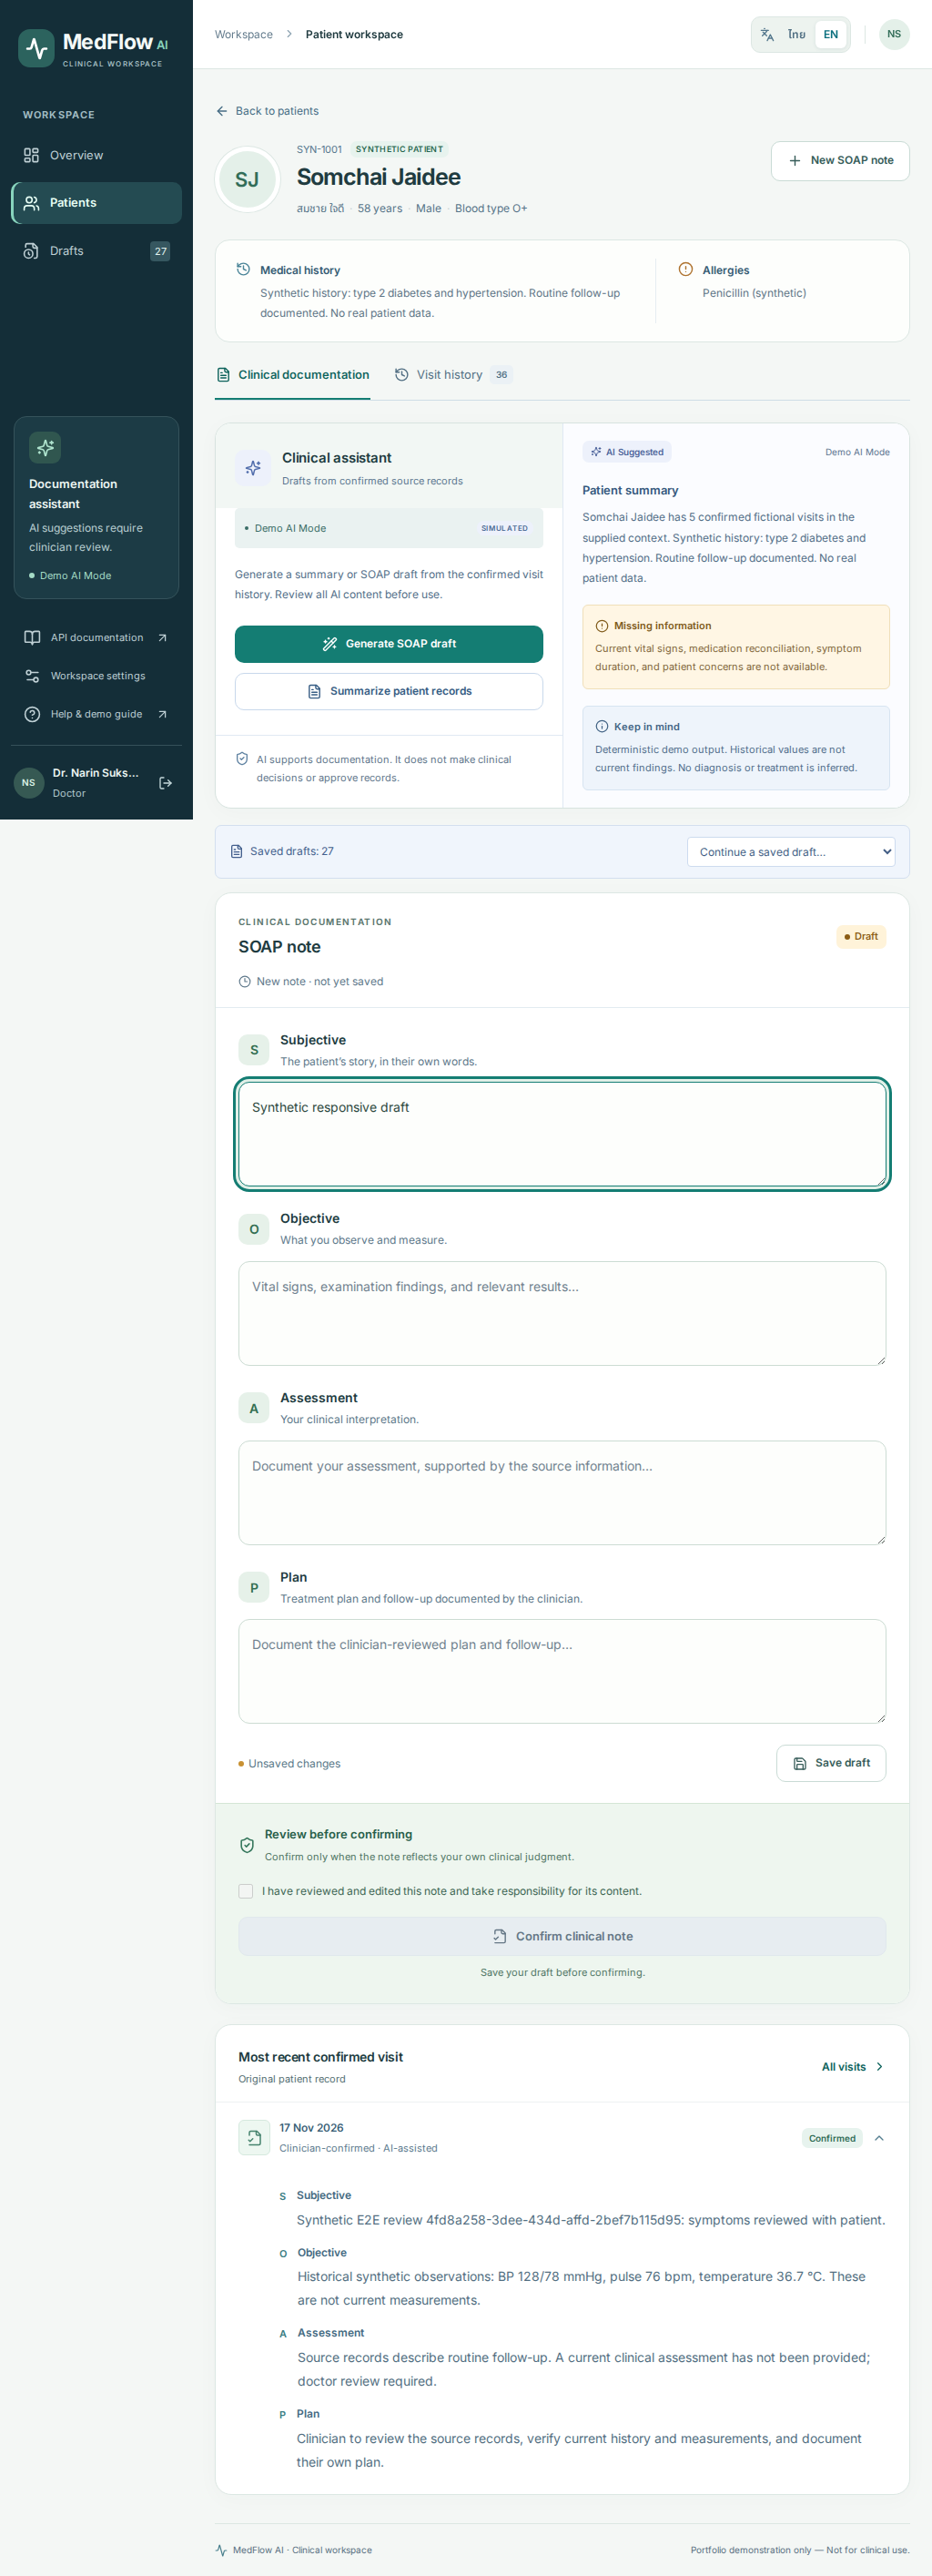 MedFlow AI
CLINICAL WORKSPACE
WORKSPACE
Overview
Patients
Drafts 27
Documentation
assistant
AI suggestions require
clinician review.
Demo AI Mode
API documentation
Workspace settings
Help & demo guide
NS Dr. Narin Suks...
Doctor
Workspace > Patient workspace
ไทย EN NS
Back to patients
SJ
SYN-1001 SYNTHETIC PATIENT
Somchai Jaidee
สมชาย ใจดี · 58 years · Male · Blood type O+
New SOAP note
Medical history
Synthetic history: type 2 diabetes and hypertension. Routine follow-up
documented. No real patient data.
Allergies
Penicillin (synthetic)
Clinical documentation
Visit history 36
Clinical assistant
Drafts from confirmed source records
Demo AI Mode SIMULATED
Generate a summary or SOAP draft from the confirmed visit
history. Review all AI content before use.
Generate SOAP draft
Summarize patient records
AI supports documentation. It does not make clinical
decisions or approve records.
AI Suggested Demo AI Mode
Patient summary
Somchai Jaidee has 5 confirmed fictional visits in the
supplied context. Synthetic history: type 2 diabetes and
hypertension. Routine follow-up documented. No real
patient data.
Missing information
Current vital signs, medication reconciliation, symptom
duration, and patient concerns are not available.
Keep in mind
Deterministic demo output. Historical values are not
current findings. No diagnosis or treatment is inferred.
Saved drafts: 27 Continue a saved draft...
CLINICAL DOCUMENTATION
SOAP note
Draft
New note · not yet saved
S Subjective
The patient's story, in their own words.
Synthetic responsive draft
O Objective
What you observe and measure.
Vital signs, examination findings, and relevant results...
A Assessment
Your clinical interpretation.
Document your assessment, supported by the source information...
P Plan
Treatment plan and follow-up documented by the clinician.
Document the clinician-reviewed plan and follow-up...
Unsaved changes Save draft
Review before confirming
Confirm only when the note reflects your own clinical judgment.
I have reviewed and edited this note and take responsibility for its content.
Confirm clinical note
Save your draft before confirming.
Most recent confirmed visit
Original patient record
All visits
17 Nov 2026
Clinician-confirmed · AI-assisted
Confirmed
S Subjective
Synthetic E2E review 4fd8a258-3dee-434d-affd-2bef7b115d95: symptoms reviewed with patient.
O Objective
Historical synthetic observations: BP 128/78 mmHg, pulse 76 bpm, temperature 36.7 °C. These
are not current measurements.
A Assessment
Source records describe routine follow-up. A current clinical assessment has not been provided;
doctor review required.
P Plan
Clinician to review the source records, verify current history and measurements, and document
their own plan.
MedFlow AI · Clinical workspace
Portfolio demonstration only — Not for clinical use.